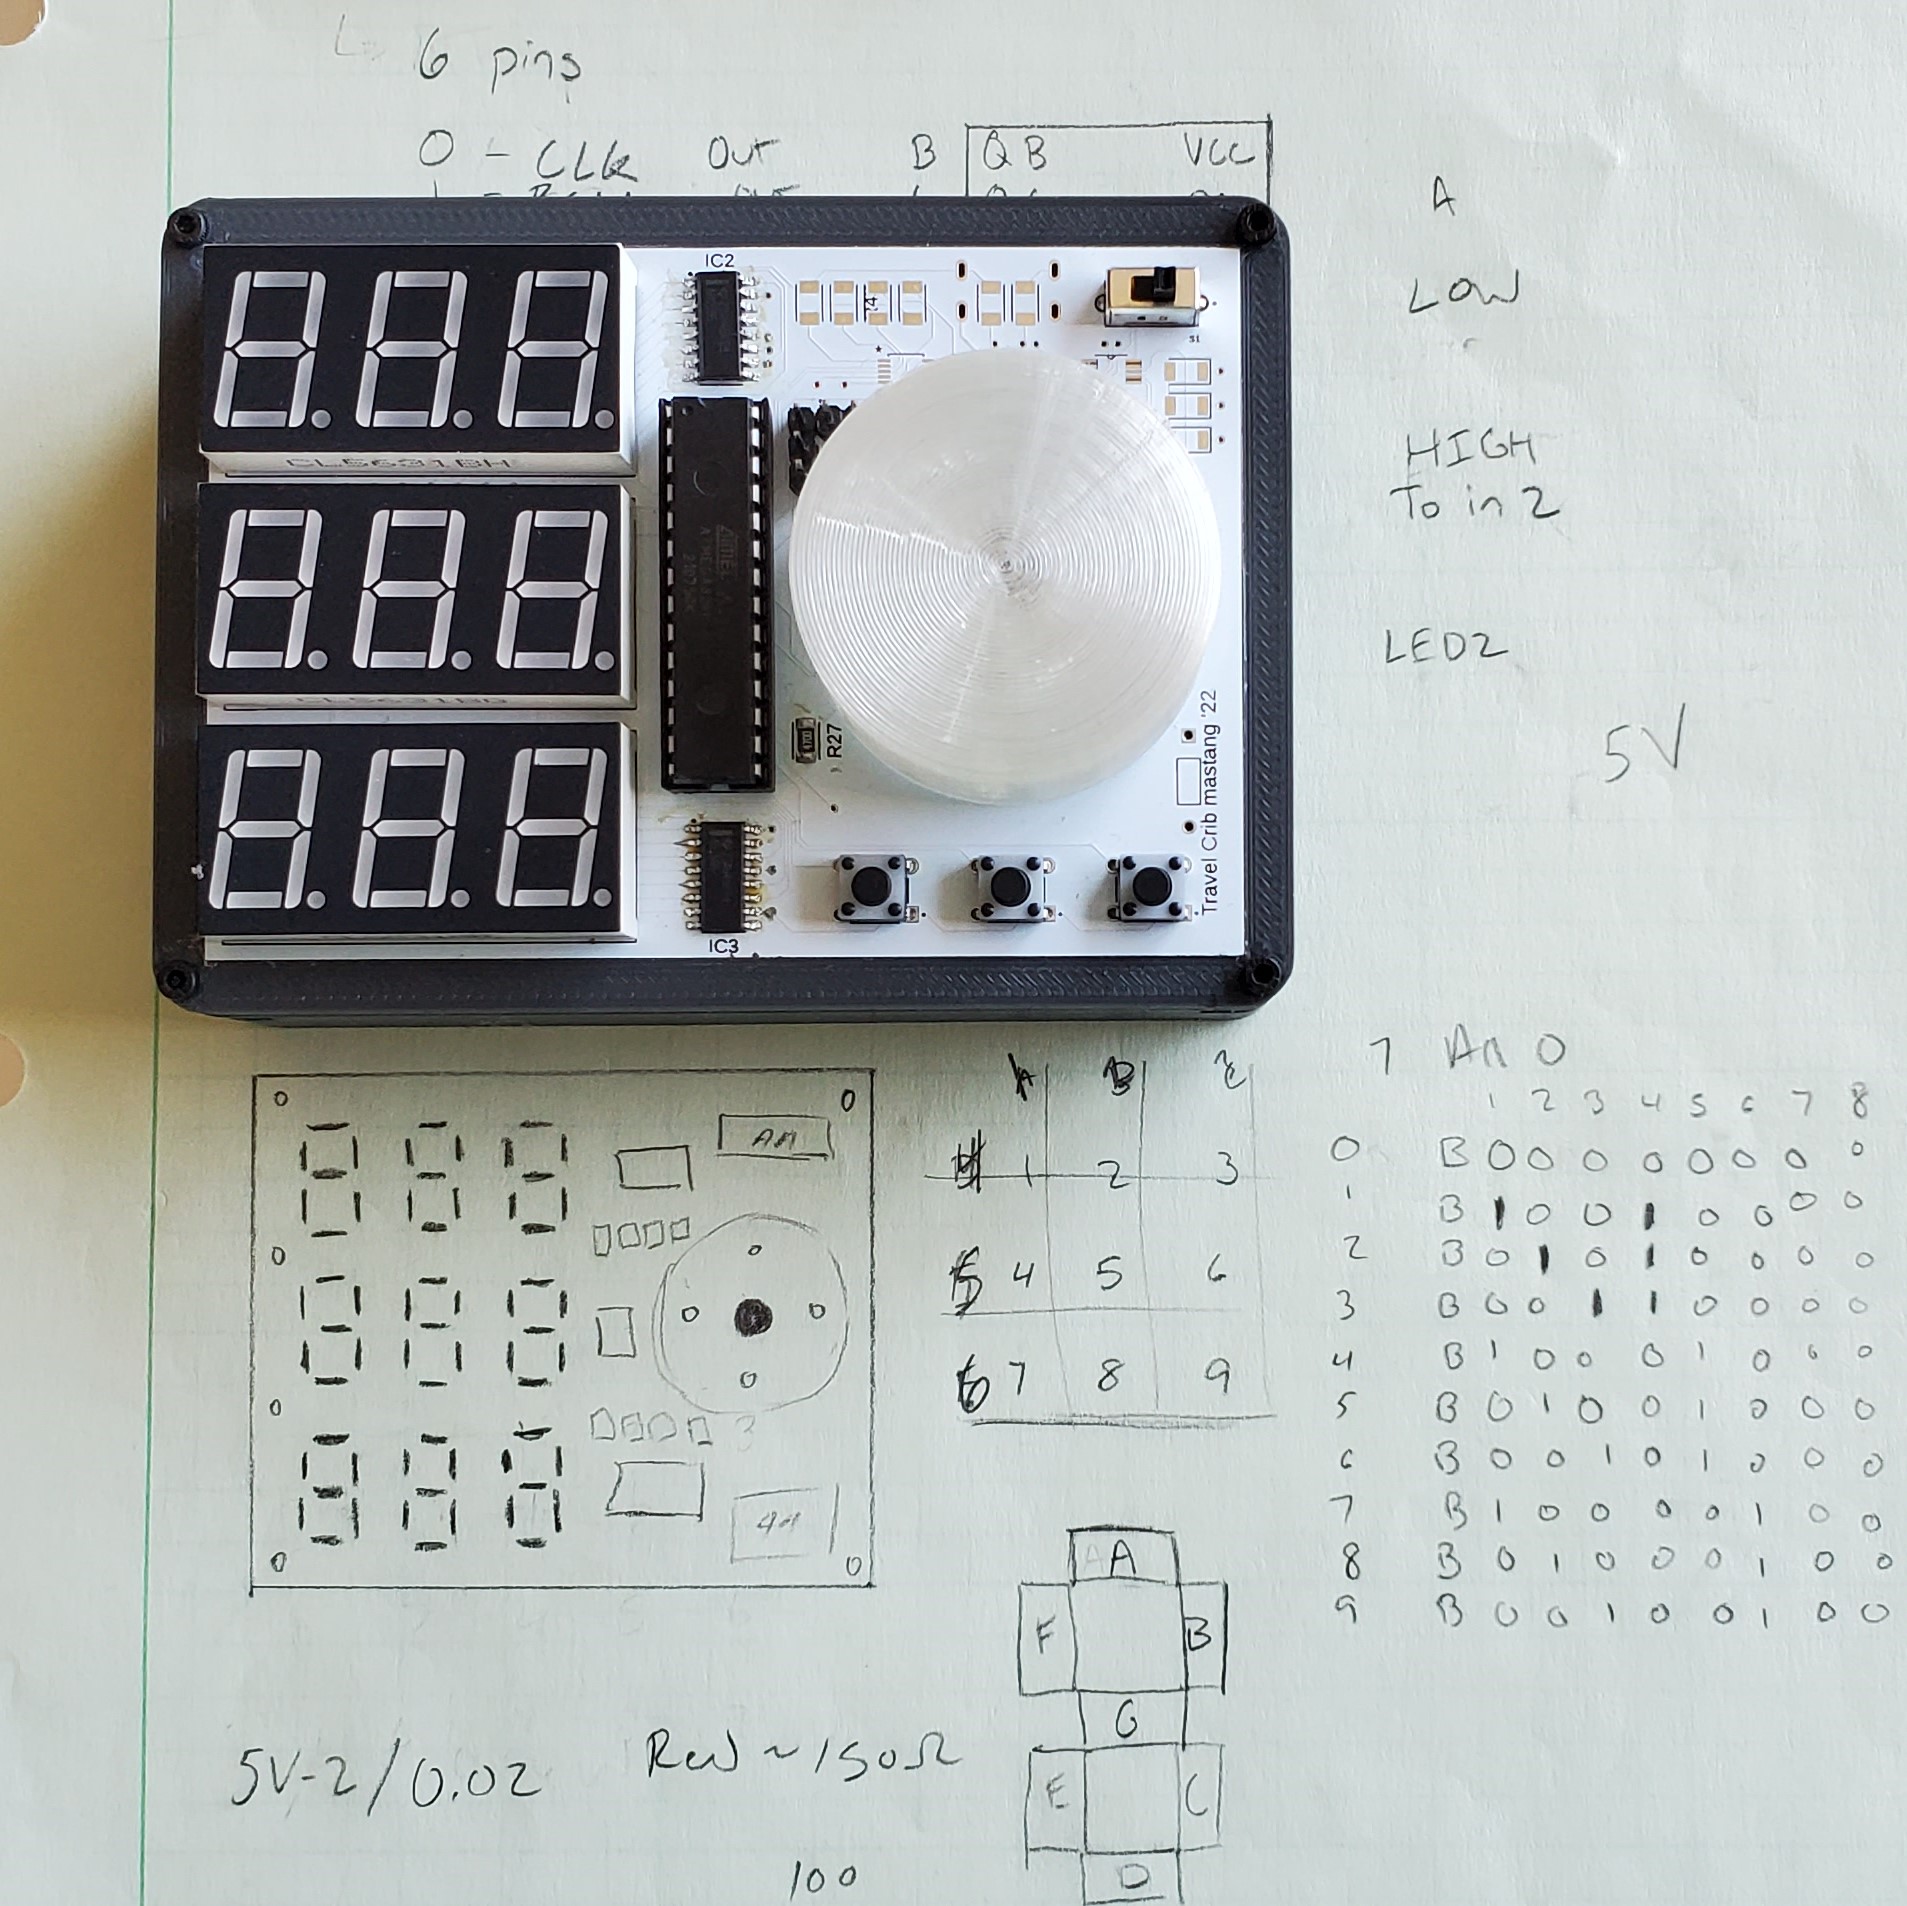 6 pins
0 - CLK Out B QB VCC
A
LOW
HIGH
To in 2
LED2
5V
IC2
S1
CL5631BH
CL5631BH
ATMEL
R27
Travel Crib mastang '22
IC3
7 All 0
1 2 3 4 5 6 7 8
0 B 0 0 0 0 0 0 0 0
1 B 1 0 0 1 0 0 0 0
2 B 0 1 0 1 0 0 0 0
3 B 0 0 1 1 0 0 0 0
4 B 1 0 0 0 1 0 0 0
5 B 0 1 0 0 1 0 0 0
6 B 0 0 1 0 1 0 0 0
7 B 1 0 0 0 0 1 0 0
8 B 0 1 0 0 0 1 0 0
9 B 0 0 1 0 0 1 0 0
A B C
1 2 3
4 5 6
7 8 9
AA
A
F B
G
E C
D
5V-2/0.02
Red ~150Ω
100